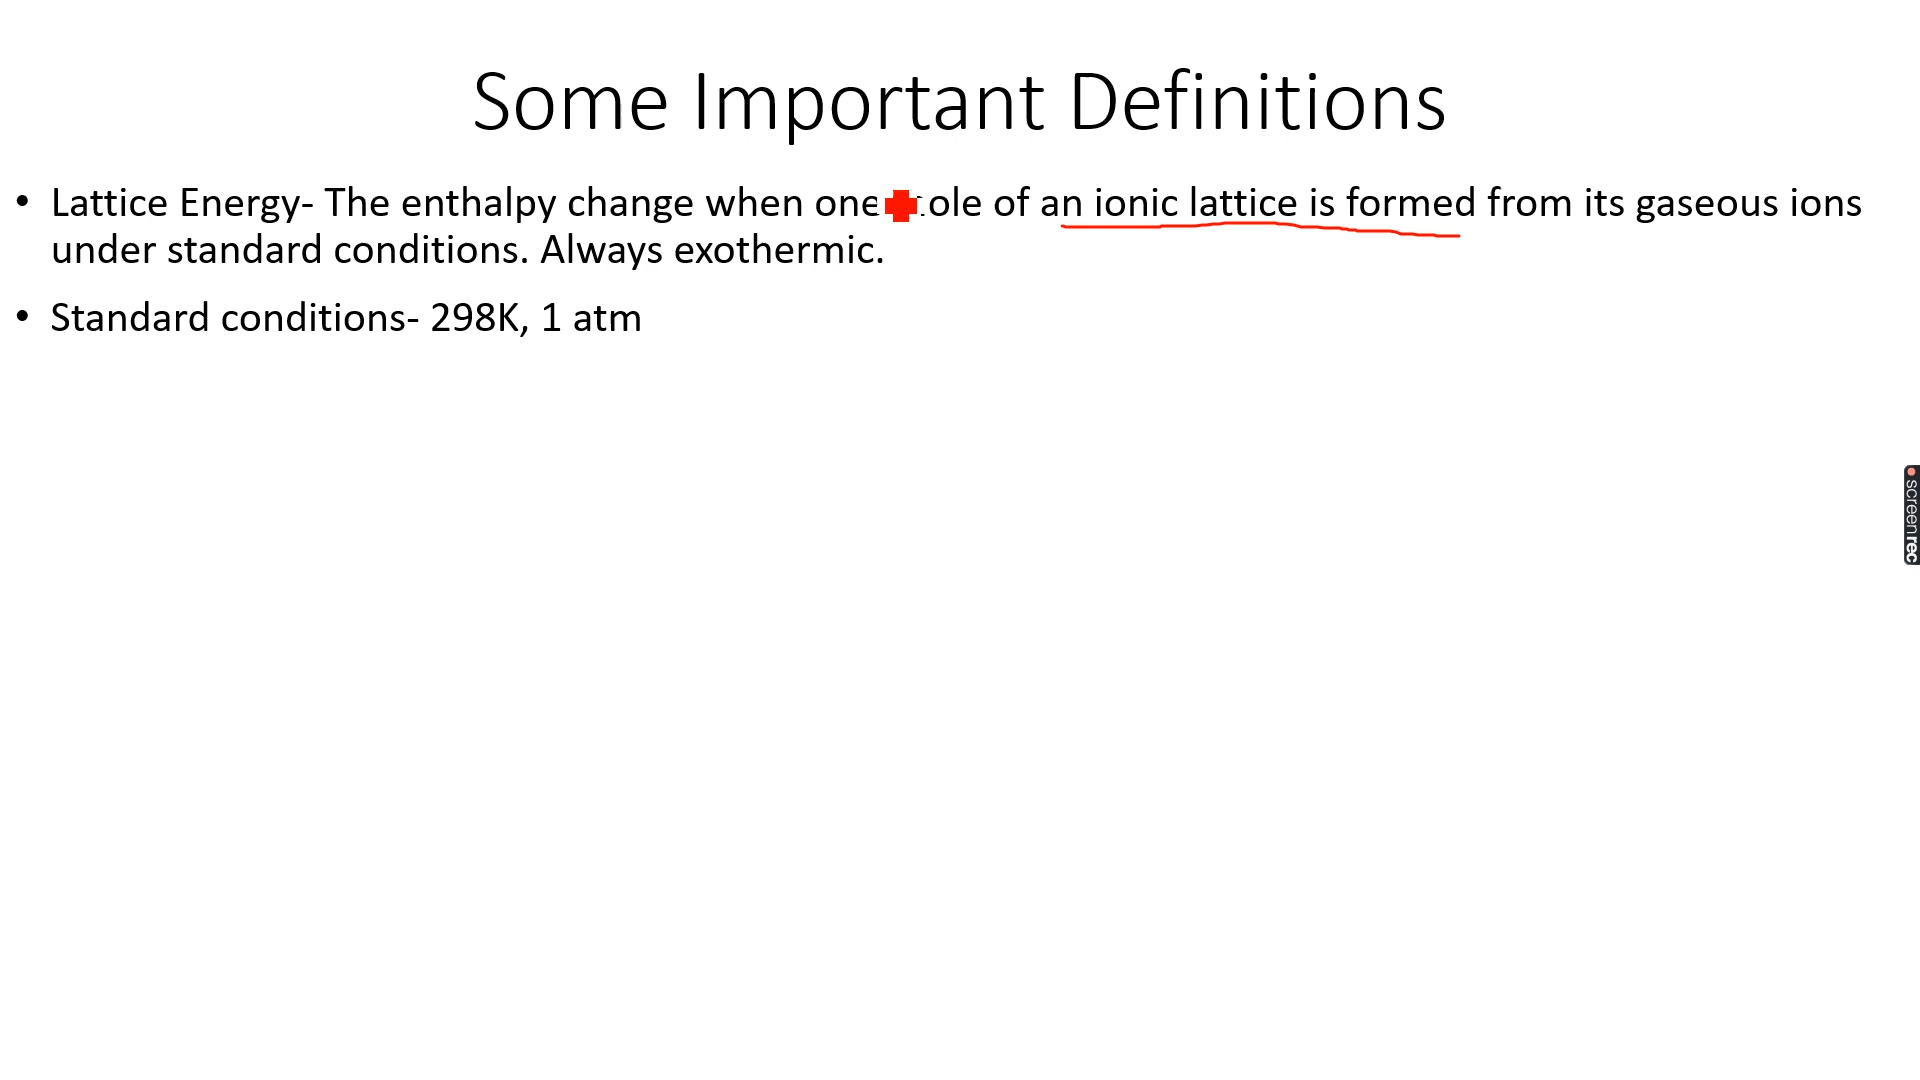 Some Important Definitions
• Lattice Energy- The enthalpy change when one ole of an ionic lattice is formed from its gaseous ions
under standard conditions. Always exothermic.
• Standard conditions- 298K, 1 atm
screenrec